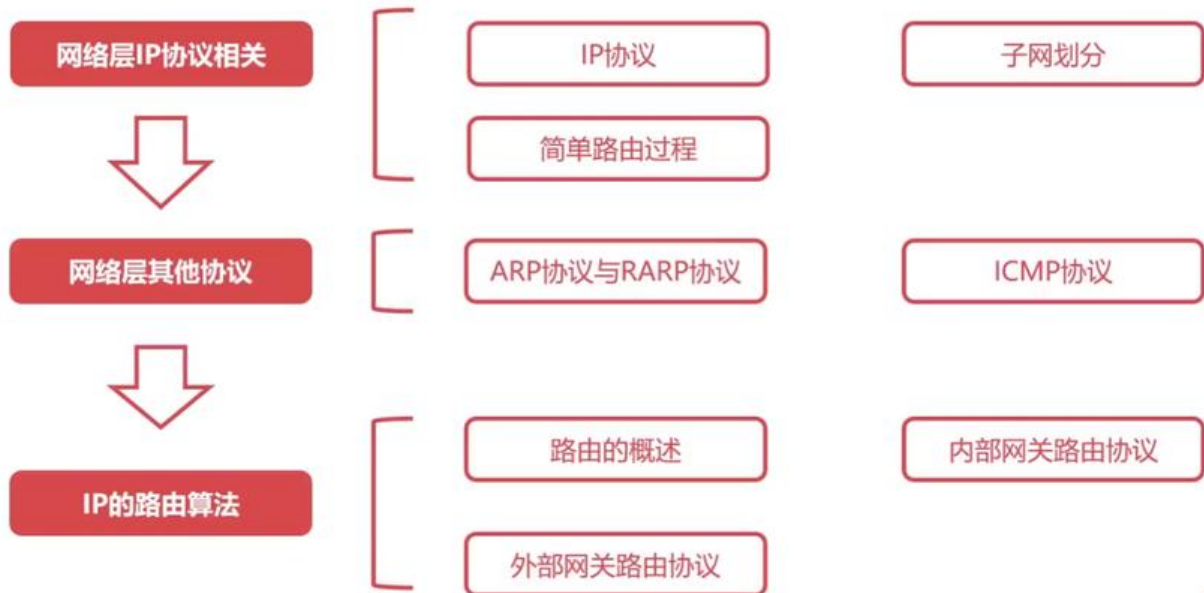 网络层IP协议相关
IP协议
子网划分
简单路由过程
网络层其他协议
ARP协议与RARP协议
ICMP协议
IP的路由算法
路由的概述
内部网关路由协议
外部网关路由协议